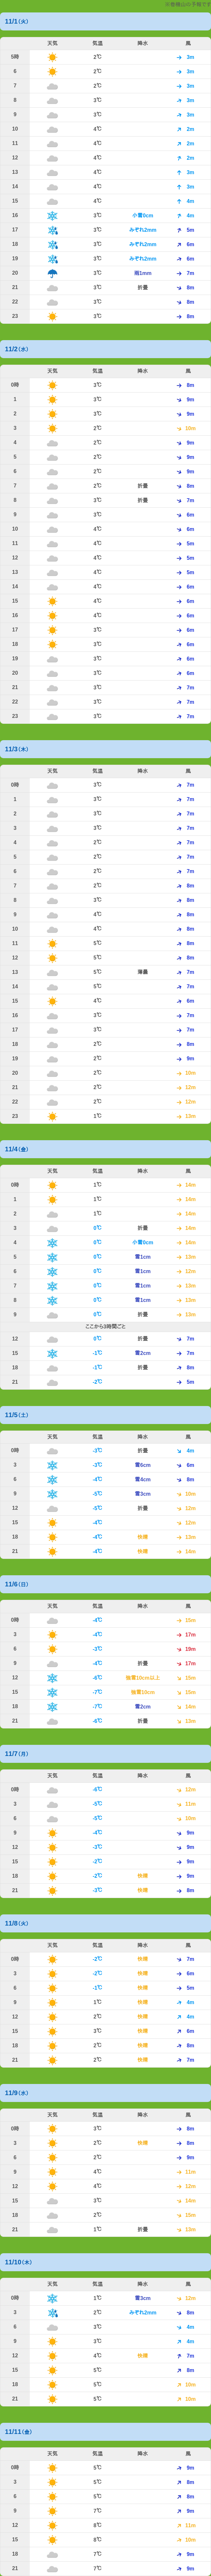 11/1(火)
天気 気温 降水 風
5時 2℃ 3m
6 2℃ 3m
7 2℃ 3m
8 3℃ 3m
9 3℃ 3m
10 4℃ 2m
11 4℃ 2m
12 4℃ 2m
13 4℃ 3m
14 4℃ 3m
15 4℃ 4m
16 3℃ 小雪0cm 4m
17 3℃ みぞれ2mm 5m
18 3℃ みぞれ2mm 6m
19 3℃ みぞれ2mm 6m
20 3℃ 雨1mm 7m
21 3℃ 折曇 8m
22 3℃ 8m
23 3℃ 8m
11/2(水)
天気 気温 降水 風
0時 3℃ 8m
1 3℃ 9m
2 3℃ 9m
3 2℃ 10m
4 2℃ 9m
5 2℃ 9m
6 2℃ 9m
7 2℃ 折曇 8m
8 3℃ 折曇 7m
9 3℃ 6m
10 4℃ 6m
11 4℃ 5m
12 4℃ 5m
13 4℃ 5m
14 4℃ 6m
15 4℃ 6m
16 4℃ 6m
17 3℃ 6m
18 3℃ 6m
19 3℃ 6m
20 3℃ 6m
21 3℃ 7m
22 3℃ 7m
23 3℃ 7m
11/3(木)
天気 気温 降水 風
0時 3℃ 7m
1 3℃ 7m
2 3℃ 7m
3 3℃ 7m
4 2℃ 7m
5 2℃ 7m
6 2℃ 7m
7 2℃ 8m
8 3℃ 8m
9 4℃ 8m
10 4℃ 8m
11 5℃ 8m
12 5℃ 8m
13 5℃ 薄曇 7m
14 5℃ 7m
15 4℃ 6m
16 3℃ 7m
17 3℃ 7m
18 2℃ 8m
19 2℃ 9m
20 2℃ 10m
21 2℃ 12m
22 2℃ 12m
23 1℃ 13m
11/4(金)
天気 気温 降水 風
0時 1℃ 14m
1 1℃ 14m
2 1℃ 14m
3 0℃ 折曇 14m
4 0℃ 小雪0cm 14m
5 0℃ 雪1cm 13m
6 0℃ 雪1cm 12m
7 0℃ 雪1cm 13m
8 0℃ 雪1cm 13m
9 0℃ 折曇 13m
ここから3時間ごと
12 0℃ 折曇 7m
15 -1℃ 雪2cm 7m
18 -1℃ 折曇 8m
21 -2℃ 5m
11/5(土)
天気 気温 降水 風
0時 -3℃ 折曇 4m
3 -3℃ 雪6cm 6m
6 -4℃ 雪4cm 8m
9 -5℃ 雪3cm 10m
12 -5℃ 折曇 12m
15 -4℃ 12m
18 -4℃ 快晴 13m
21 -4℃ 快晴 14m
11/6(日)
天気 気温 降水 風
0時 -4℃ 15m
3 -4℃ 17m
6 -3℃ 19m
9 -4℃ 折曇 17m
12 -6℃ 強雪10cm以上 15m
15 -7℃ 強雪10cm 15m
18 -7℃ 雪2cm 14m
21 -6℃ 折曇 12m
11/7(月)
天気 気温 降水 風
0時 -6℃ 12m
3 -5℃ 11m
6 -5℃ 10m
9 -4℃ 9m
12 -3℃ 9m
15 -2℃ 9m
18 -2℃ 快晴 9m
21 -3℃ 快晴 8m
11/8(火)
天気 気温 降水 風
0時 -2℃ 快晴 7m
3 -2℃ 快晴 6m
6 -1℃ 快晴 5m
9 1℃ 快晴 4m
12 2℃ 快晴 4m
15 3℃ 快晴 6m
18 2℃ 快晴 8m
21 2℃ 快晴 7m
11/9(水)
天気 気温 降水 風
0時 3℃ 8m
3 2℃ 快晴 8m
6 2℃ 9m
9 4℃ 11m
12 4℃ 12m
15 3℃ 14m
18 2℃ 15m
21 1℃ 折曇 13m
11/10(木)
天気 気温 降水 風
0時 1℃ 雪3cm 12m
3 2℃ みぞれ2mm 8m
6 3℃ 4m
9 3℃ 4m
12 4℃ 快晴 7m
15 5℃ 8m
18 5℃ 10m
21 5℃ 10m
11/11(金)
天気 気温 降水 風
0時 5℃ 9m
3 5℃ 8m
6 5℃ 8m
9 7℃ 9m
12 8℃ 11m
15 8℃ 10m
18 7℃ 9m
21 7℃ 9m